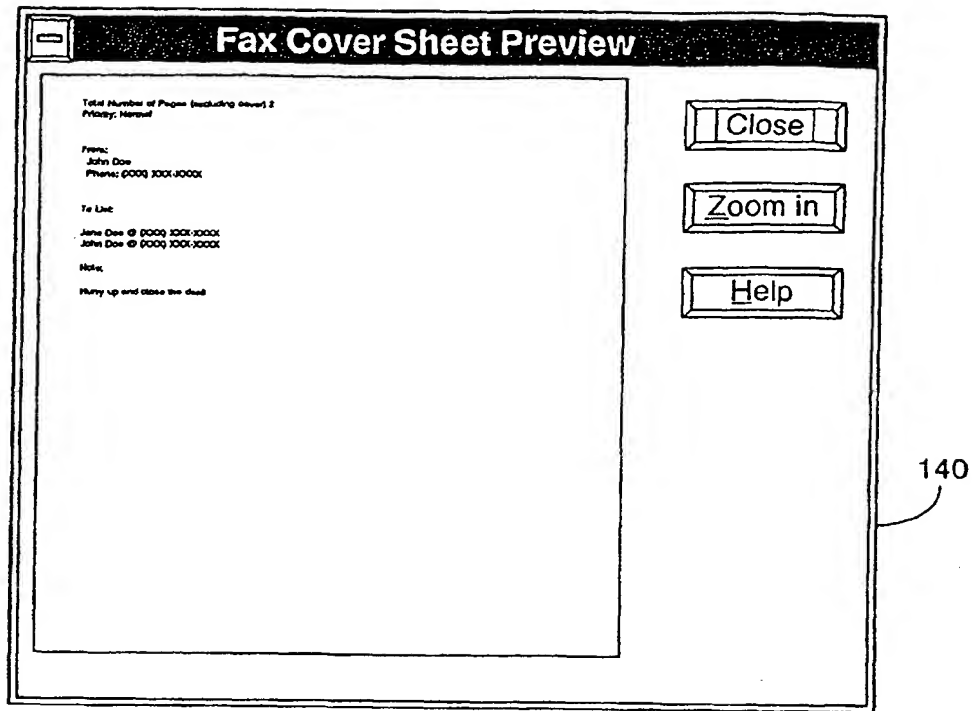 Fax Cover Sheet Preview
Total Number of Pages (excluding cover) 2
Priority: Normal
From:
John Doe
Phone: (XXX) XXX-XXXX
To List:
Jane Doe @ (XXX) XXX-XXXX
John Doe @ (XXX) XXX-XXXX
Note:
Hurry up and close the deal!
Close
Zoom in
Help
140